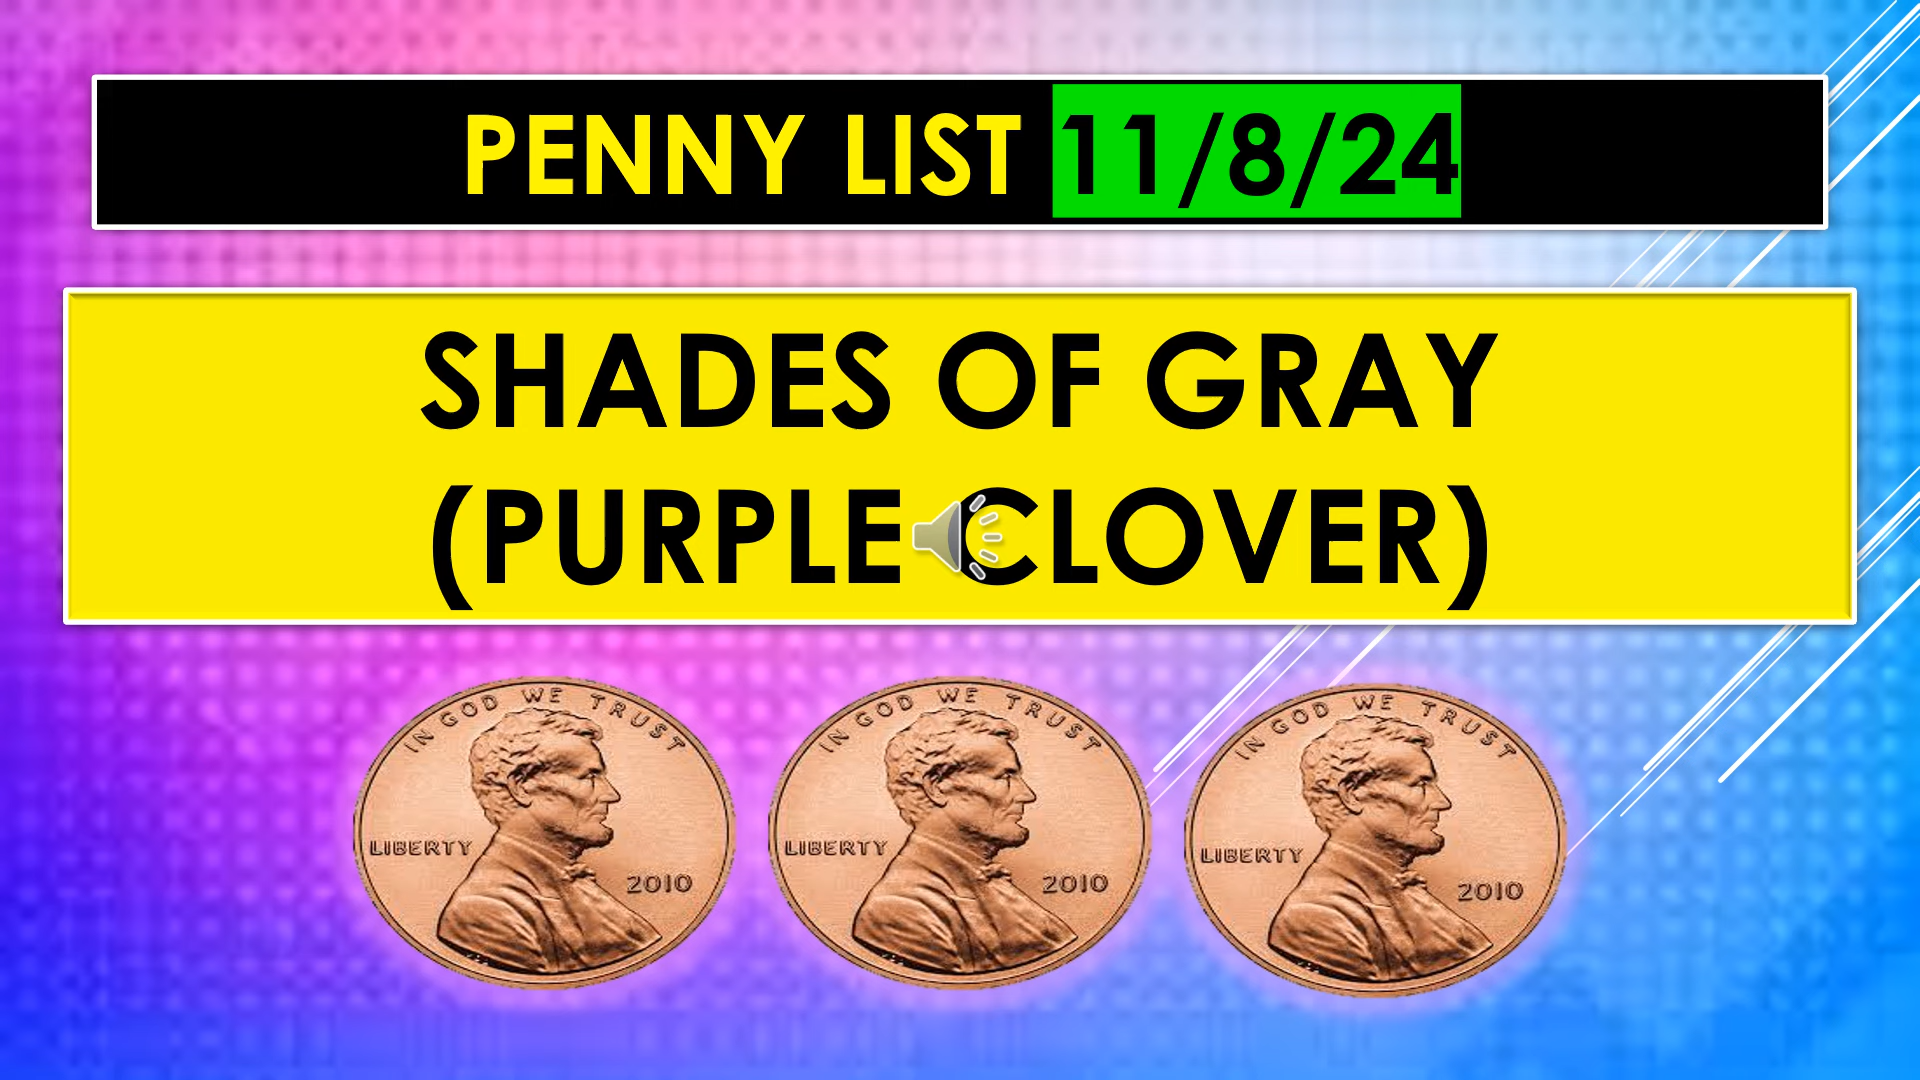 PENNY LIST 11/8/24
SHADES OF GRAY
(PURPLE CLOVER)
IN GOD WE TRUST
LIBERTY
2010
IN GOD WE TRUST
LIBERTY
2010
IN GOD WE TRUST
LIBERTY
2010